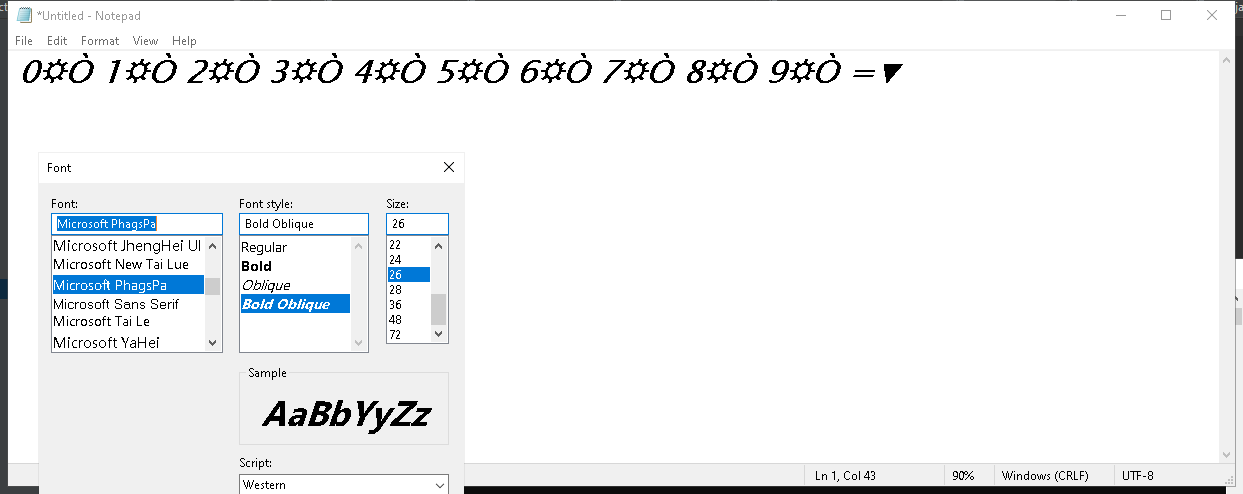 *Untitled - Notepad
File Edit Format View Help
0¤Ò 1¤Ò 2¤Ò 3¤Ò 4¤Ò 5¤Ò 6¤Ò 7¤Ò 8¤Ò 9¤Ò =▼
Font
Font: Font style: Size:
Microsoft PhagsPa Bold Oblique 26
Microsoft JhengHei UI
Microsoft New Tai Lue
Microsoft PhagsPa
Microsoft Sans Serif
Microsoft Tai Le
Microsoft YaHei
Regular
Bold
Oblique
Bold Oblique
22
24
26
28
36
48
72
Sample
AaBbYyZz
Script:
Western
Ln 1, Col 43 90% Windows (CRLF) UTF-8